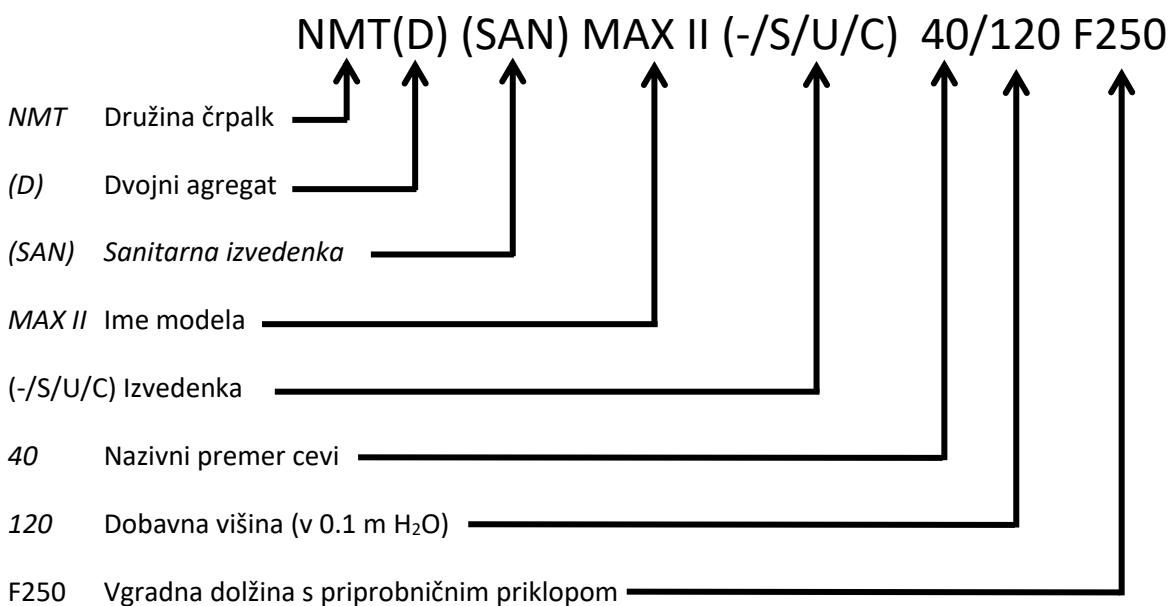 NMT(D) (SAN) MAX II (-/S/U/C) 40/120 F250
NMT Družina črpalk
(D) Dvojni agregat
(SAN) Sanitarna izvedenka
MAX II Ime modela
(-/S/U/C) Izvedenka
40 Nazivni premer cevi
120 Dobavna višina (v 0.1 m H₂O)
F250 Vgradna dolžina s priprobničnim priklopom